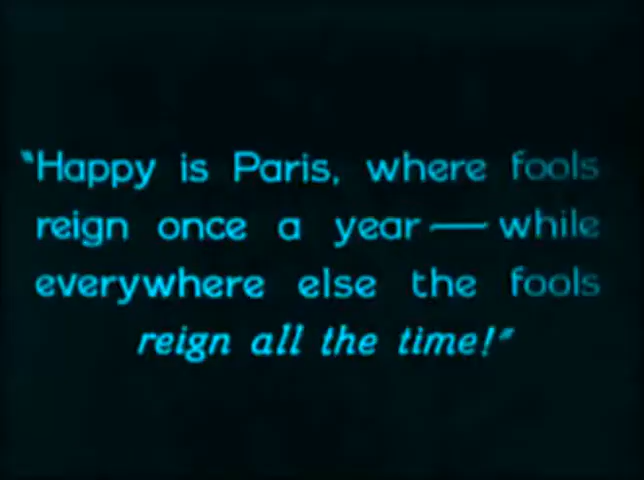 "Happy is Paris, where fools
reign once a year — while
everywhere else the fools
reign all the time!"